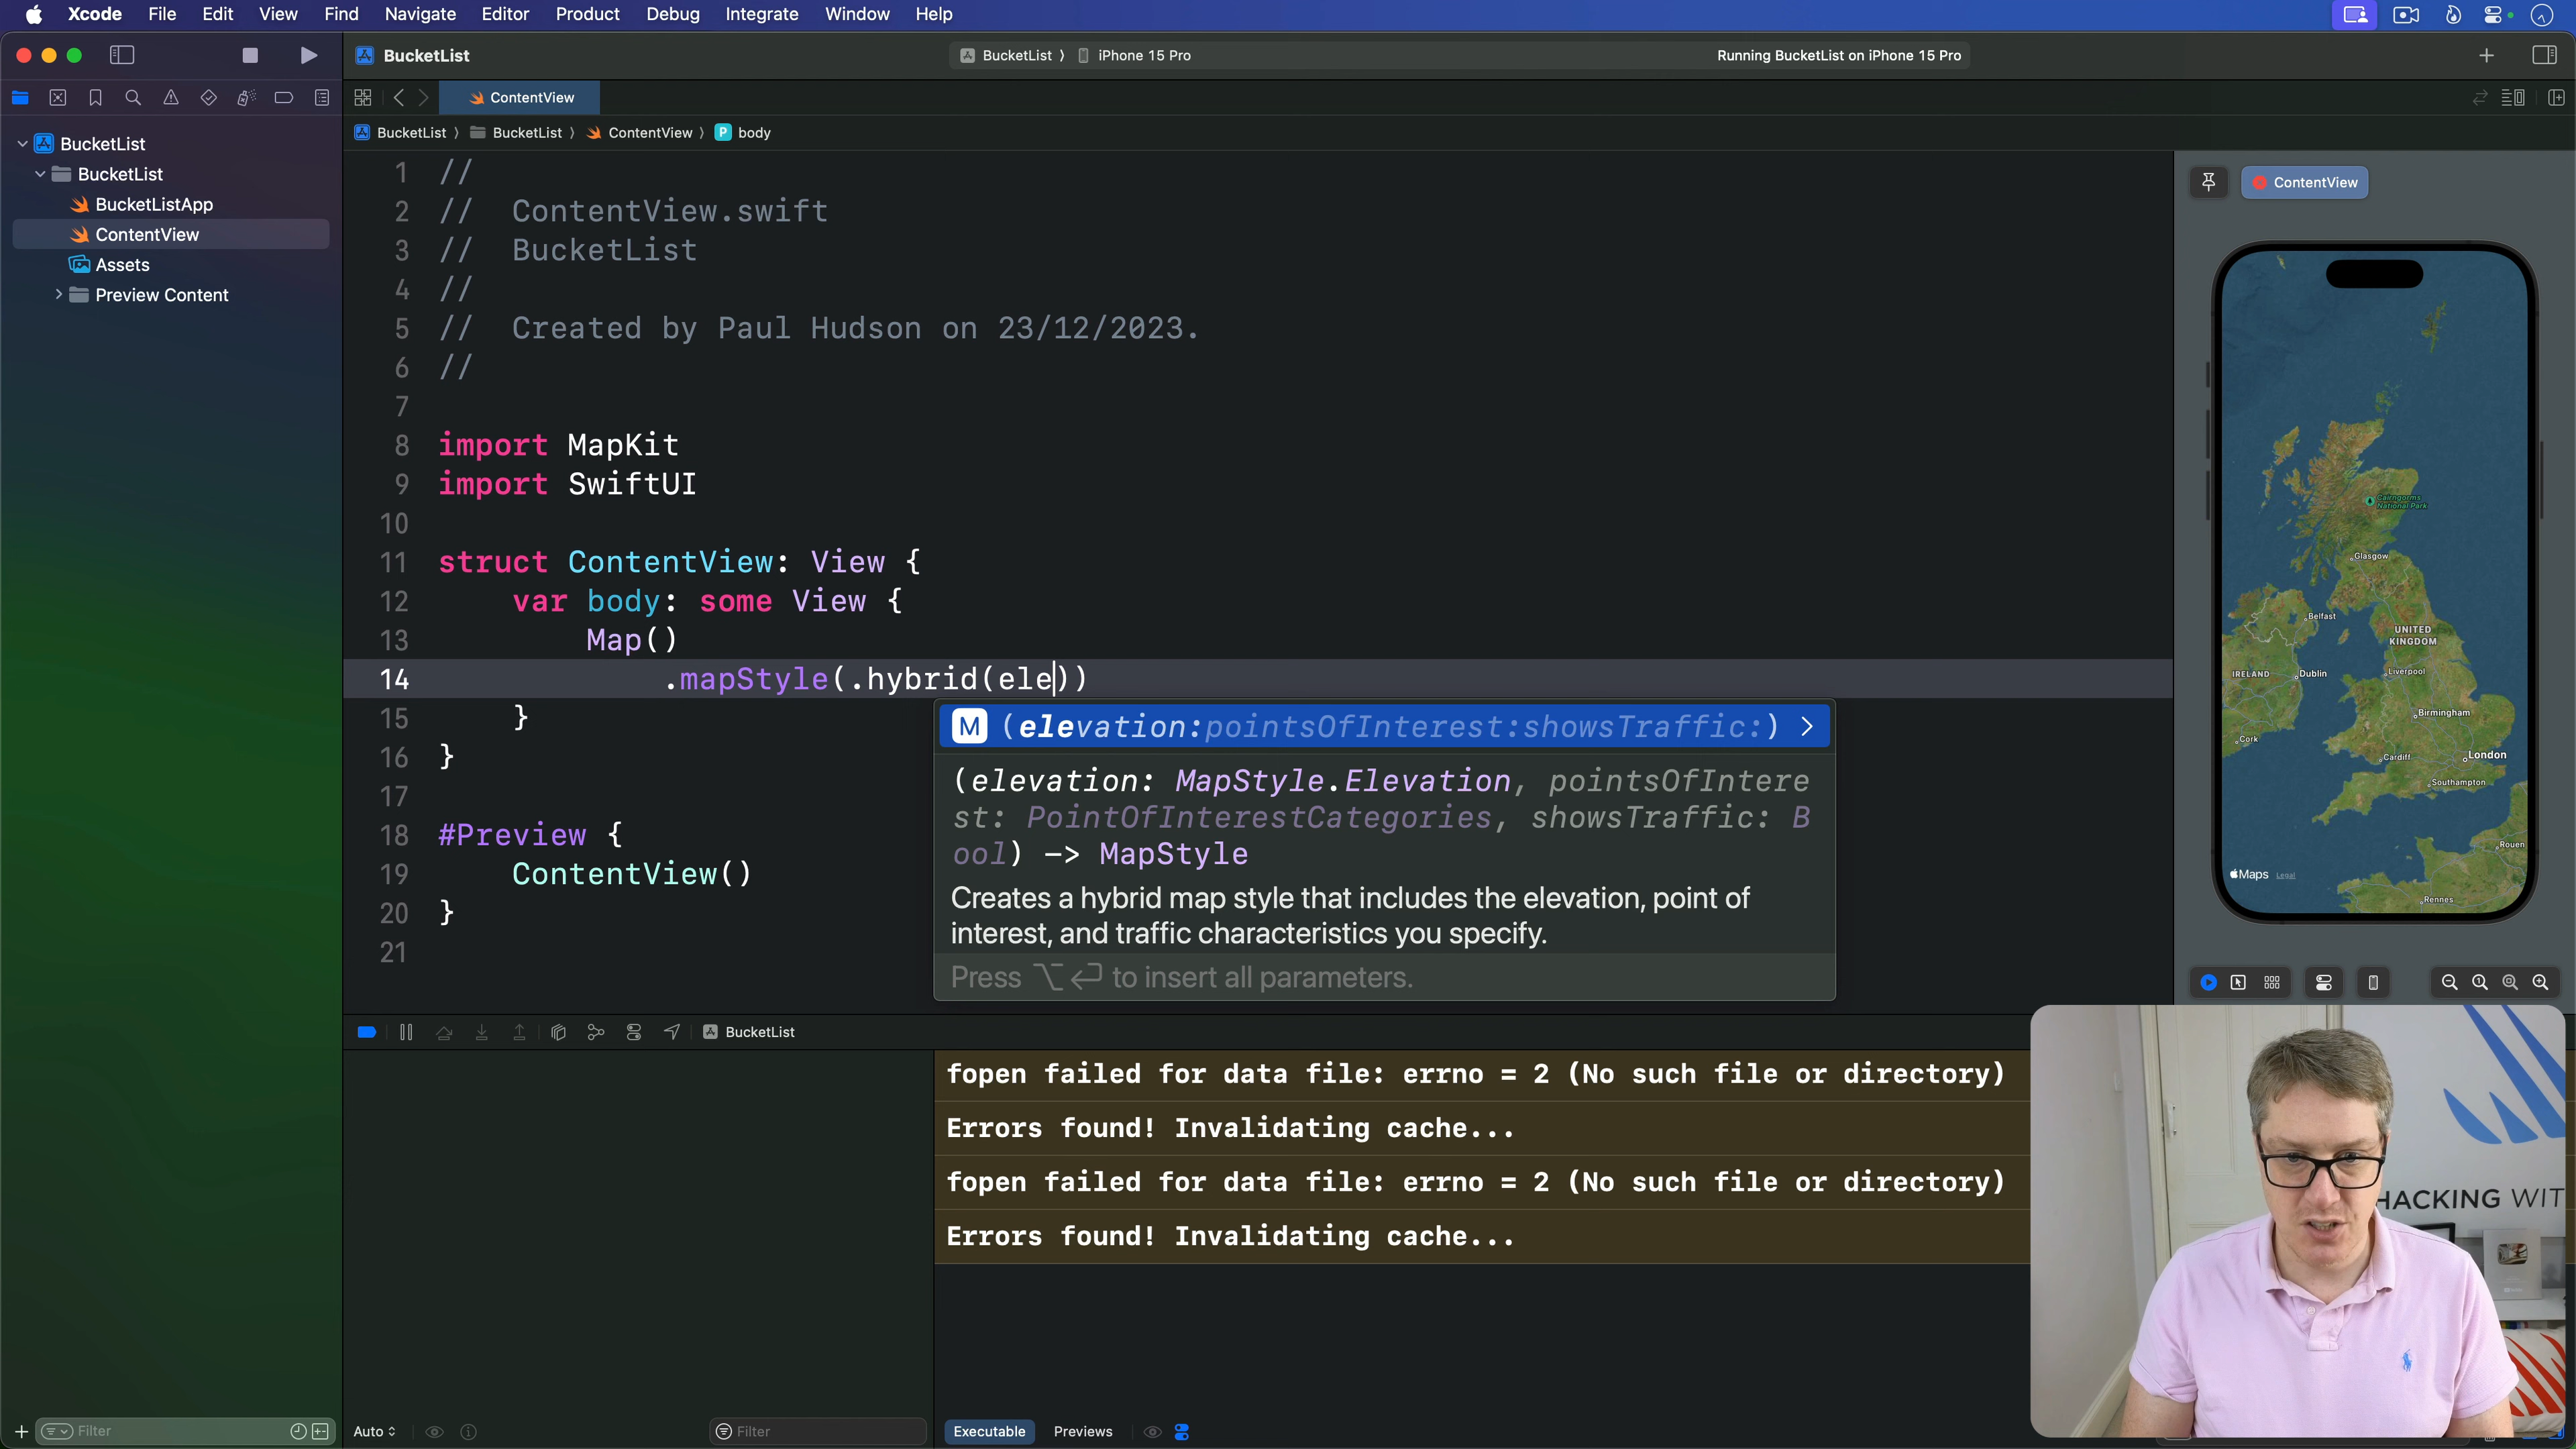 Xcode File Edit View Find Navigate Editor Product Debug Integrate Window Help
BucketList
BucketList 〉 iPhone 15 Pro
Running BucketList on iPhone 15 Pro
ContentView
BucketList 〉 BucketList 〉 ContentView 〉 P body
BucketList
BucketList
BucketListApp
ContentView
Assets
Preview Content
1 //
2 //  ContentView.swift
3 //  BucketList
4 //
5 //  Created by Paul Hudson on 23/12/2023.
6 //
7
8 import MapKit
9 import SwiftUI
10
11 struct ContentView: View {
12     var body: some View {
13         Map()
14             .mapStyle(.hybrid(ele))
15     }
16 }
17
18 #Preview {
19     ContentView()
20 }
21
M (elevation:pointsOfInterest:showsTraffic:)
(elevation: MapStyle.Elevation, pointsOfIntere
st: PointOfInterestCategories, showsTraffic: B
ool) -> MapStyle
Creates a hybrid map style that includes the elevation, point of
interest, and traffic characteristics you specify.
Press ⌥↩ to insert all parameters.
ContentView
Cairngorms
National Park
Glasgow
Belfast
UNITED
KINGDOM
IRELAND
Dublin
Liverpool
Birmingham
Cork
Cardiff
London
Southampton
Rouen
Maps Legal
Rennes
BucketList
fopen failed for data file: errno = 2 (No such file or directory)
Errors found! Invalidating cache...
fopen failed for data file: errno = 2 (No such file or directory)
Errors found! Invalidating cache...
HACKING WIT
Filter
Auto
Filter
Executable Previews